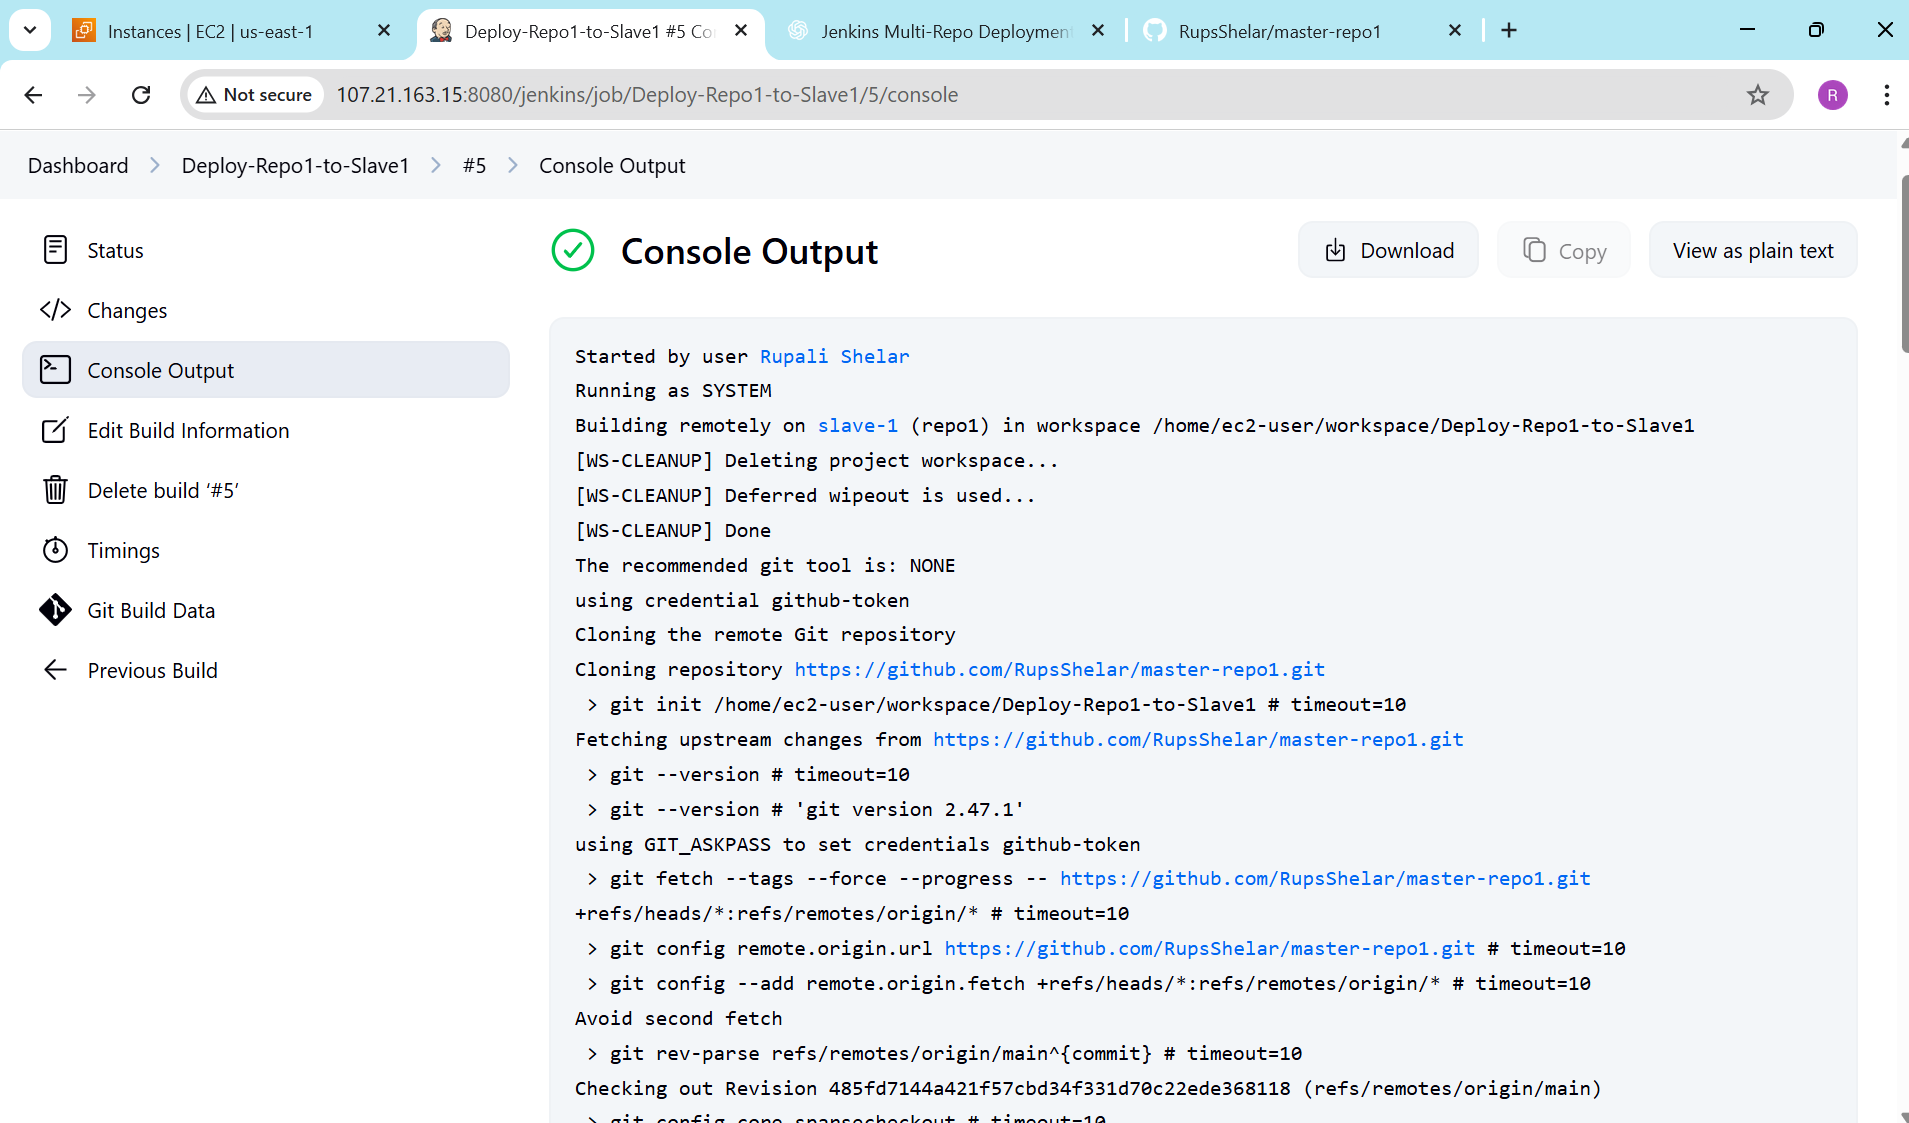 Instances | EC2 | us-east-1
Deploy-Repo1-to-Slave1 #5 Co
Jenkins Multi-Repo Deploymen
RupsShelar/master-repo1
Not secure
107.21.163.15:8080/jenkins/job/Deploy-Repo1-to-Slave1/5/console
R
Dashboard
Deploy-Repo1-to-Slave1
#5
Console Output
Status
Changes
Console Output
Edit Build Information
Delete build ‘#5’
Timings
Git Build Data
Previous Build
Console Output
Download
Copy
View as plain text
Started by user Rupali Shelar
Running as SYSTEM
Building remotely on slave-1 (repo1) in workspace /home/ec2-user/workspace/Deploy-Repo1-to-Slave1
[WS-CLEANUP] Deleting project workspace...
[WS-CLEANUP] Deferred wipeout is used...
[WS-CLEANUP] Done
The recommended git tool is: NONE
using credential github-token
Cloning the remote Git repository
Cloning repository https://github.com/RupsShelar/master-repo1.git
> git init /home/ec2-user/workspace/Deploy-Repo1-to-Slave1 # timeout=10
Fetching upstream changes from https://github.com/RupsShelar/master-repo1.git
> git --version # timeout=10
> git --version # 'git version 2.47.1'
using GIT_ASKPASS to set credentials github-token
> git fetch --tags --force --progress -- https://github.com/RupsShelar/master-repo1.git
+refs/heads/*:refs/remotes/origin/* # timeout=10
> git config remote.origin.url https://github.com/RupsShelar/master-repo1.git # timeout=10
> git config --add remote.origin.fetch +refs/heads/*:refs/remotes/origin/* # timeout=10
Avoid second fetch
> git rev-parse refs/remotes/origin/main^{commit} # timeout=10
Checking out Revision 485fd7144a421f57cbd34f331d70c22ede368118 (refs/remotes/origin/main)
> git config core.sparsecheckout # timeout=10